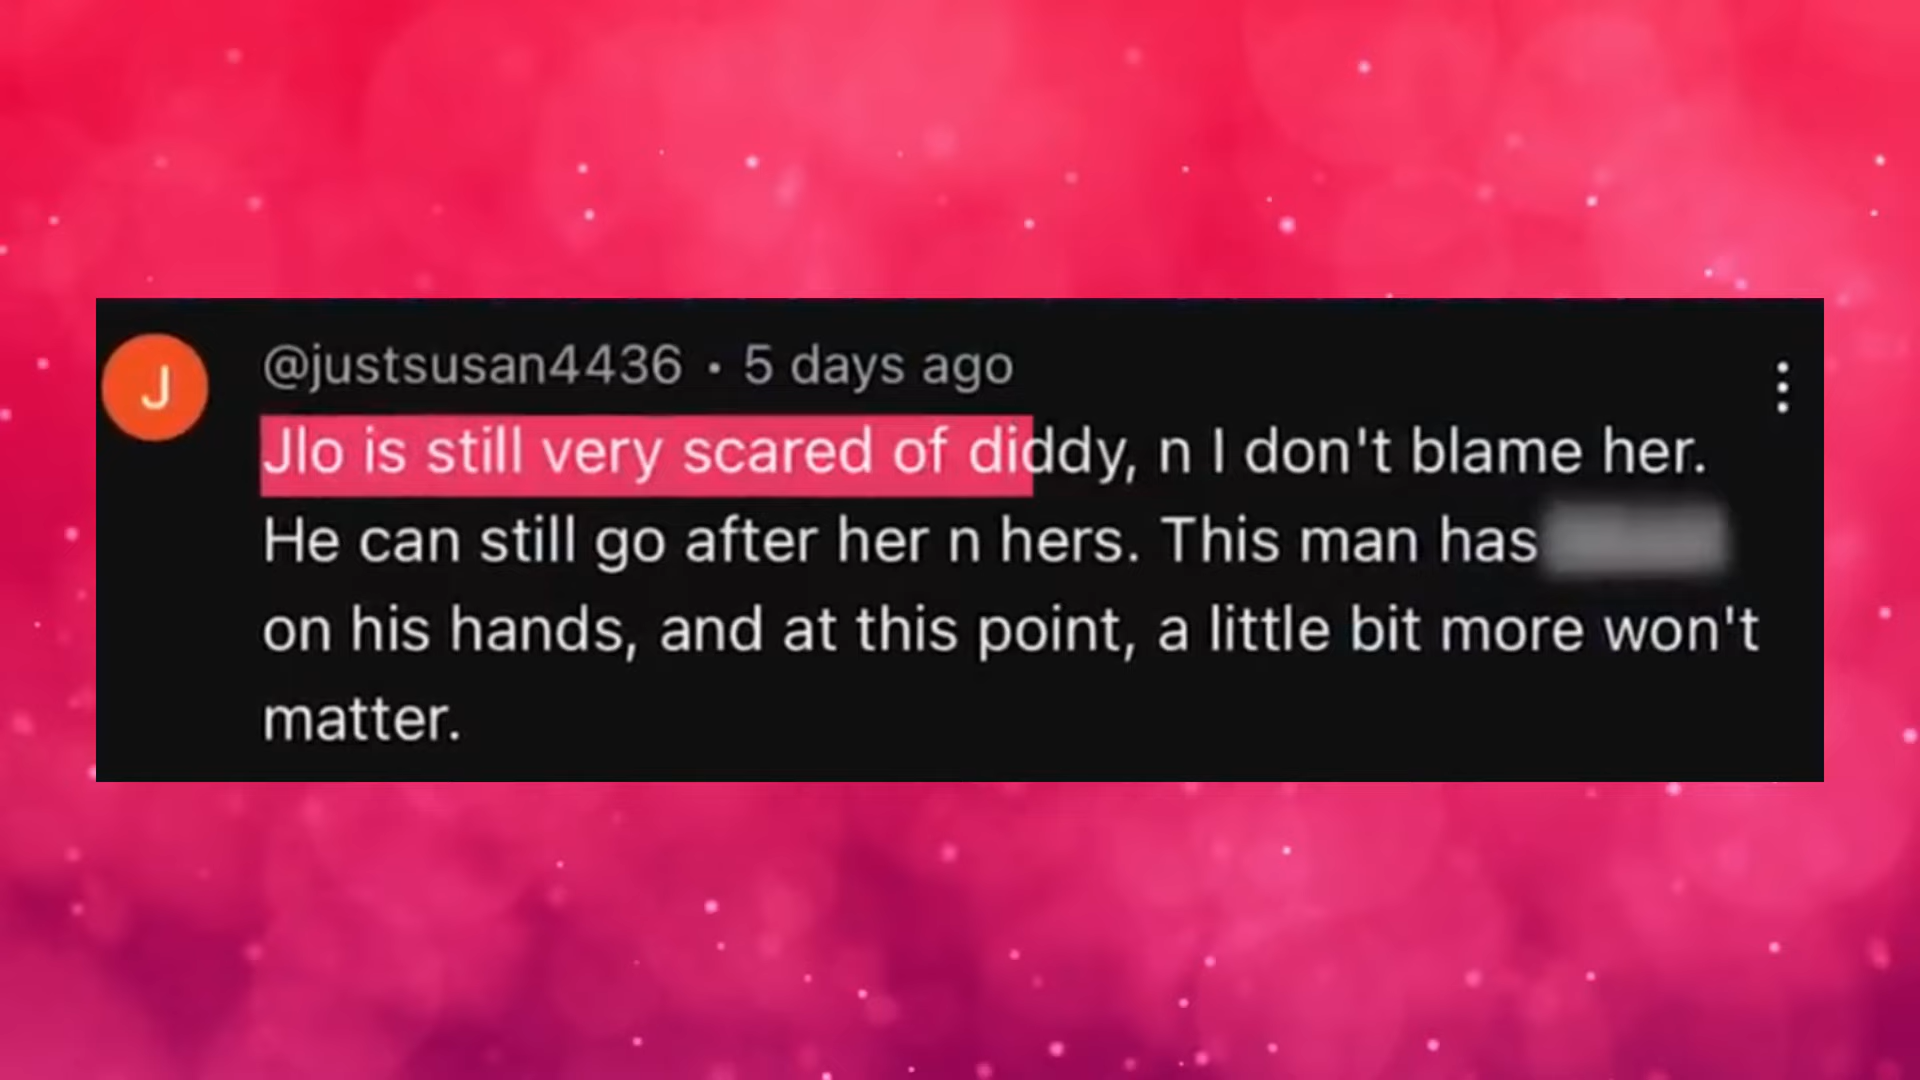 J
@justsusan4436 • 5 days ago
Jlo is still very scared of diddy, n I don't blame her.
He can still go after her n hers. This man has
on his hands, and at this point, a little bit more won't
matter.